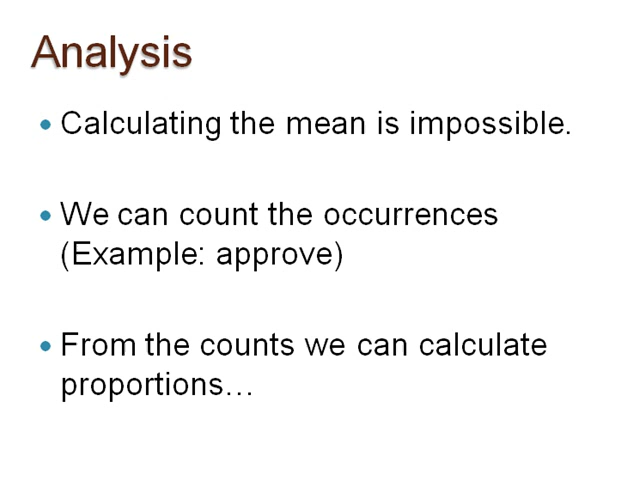 Analysis
• Calculating the mean is impossible.
• We can count the occurrences
(Example: approve)
• From the counts we can calculate
proportions…